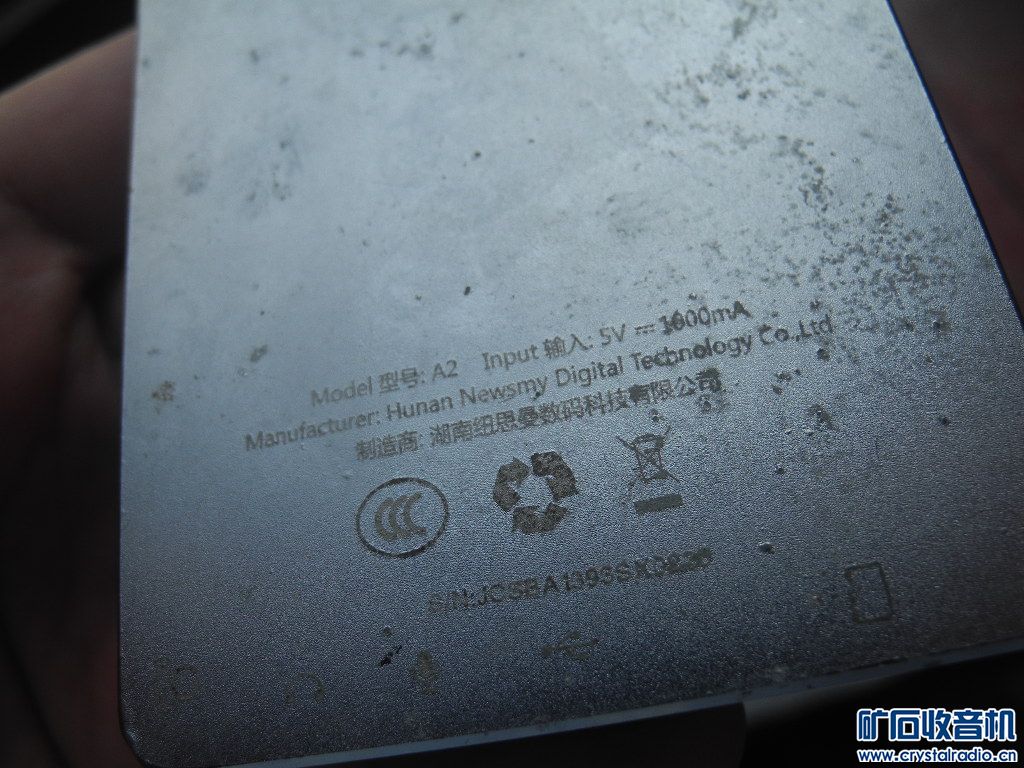 Model 型号: A2 Input 输入: 5V ⎓ 1000mA
Manufacturer: Hunan Newsmy Digital Technology Co.,Ltd
制造商: 湖南纽思曼数码科技有限公司
CCC
矿石收音机
www.crystalradio.cn